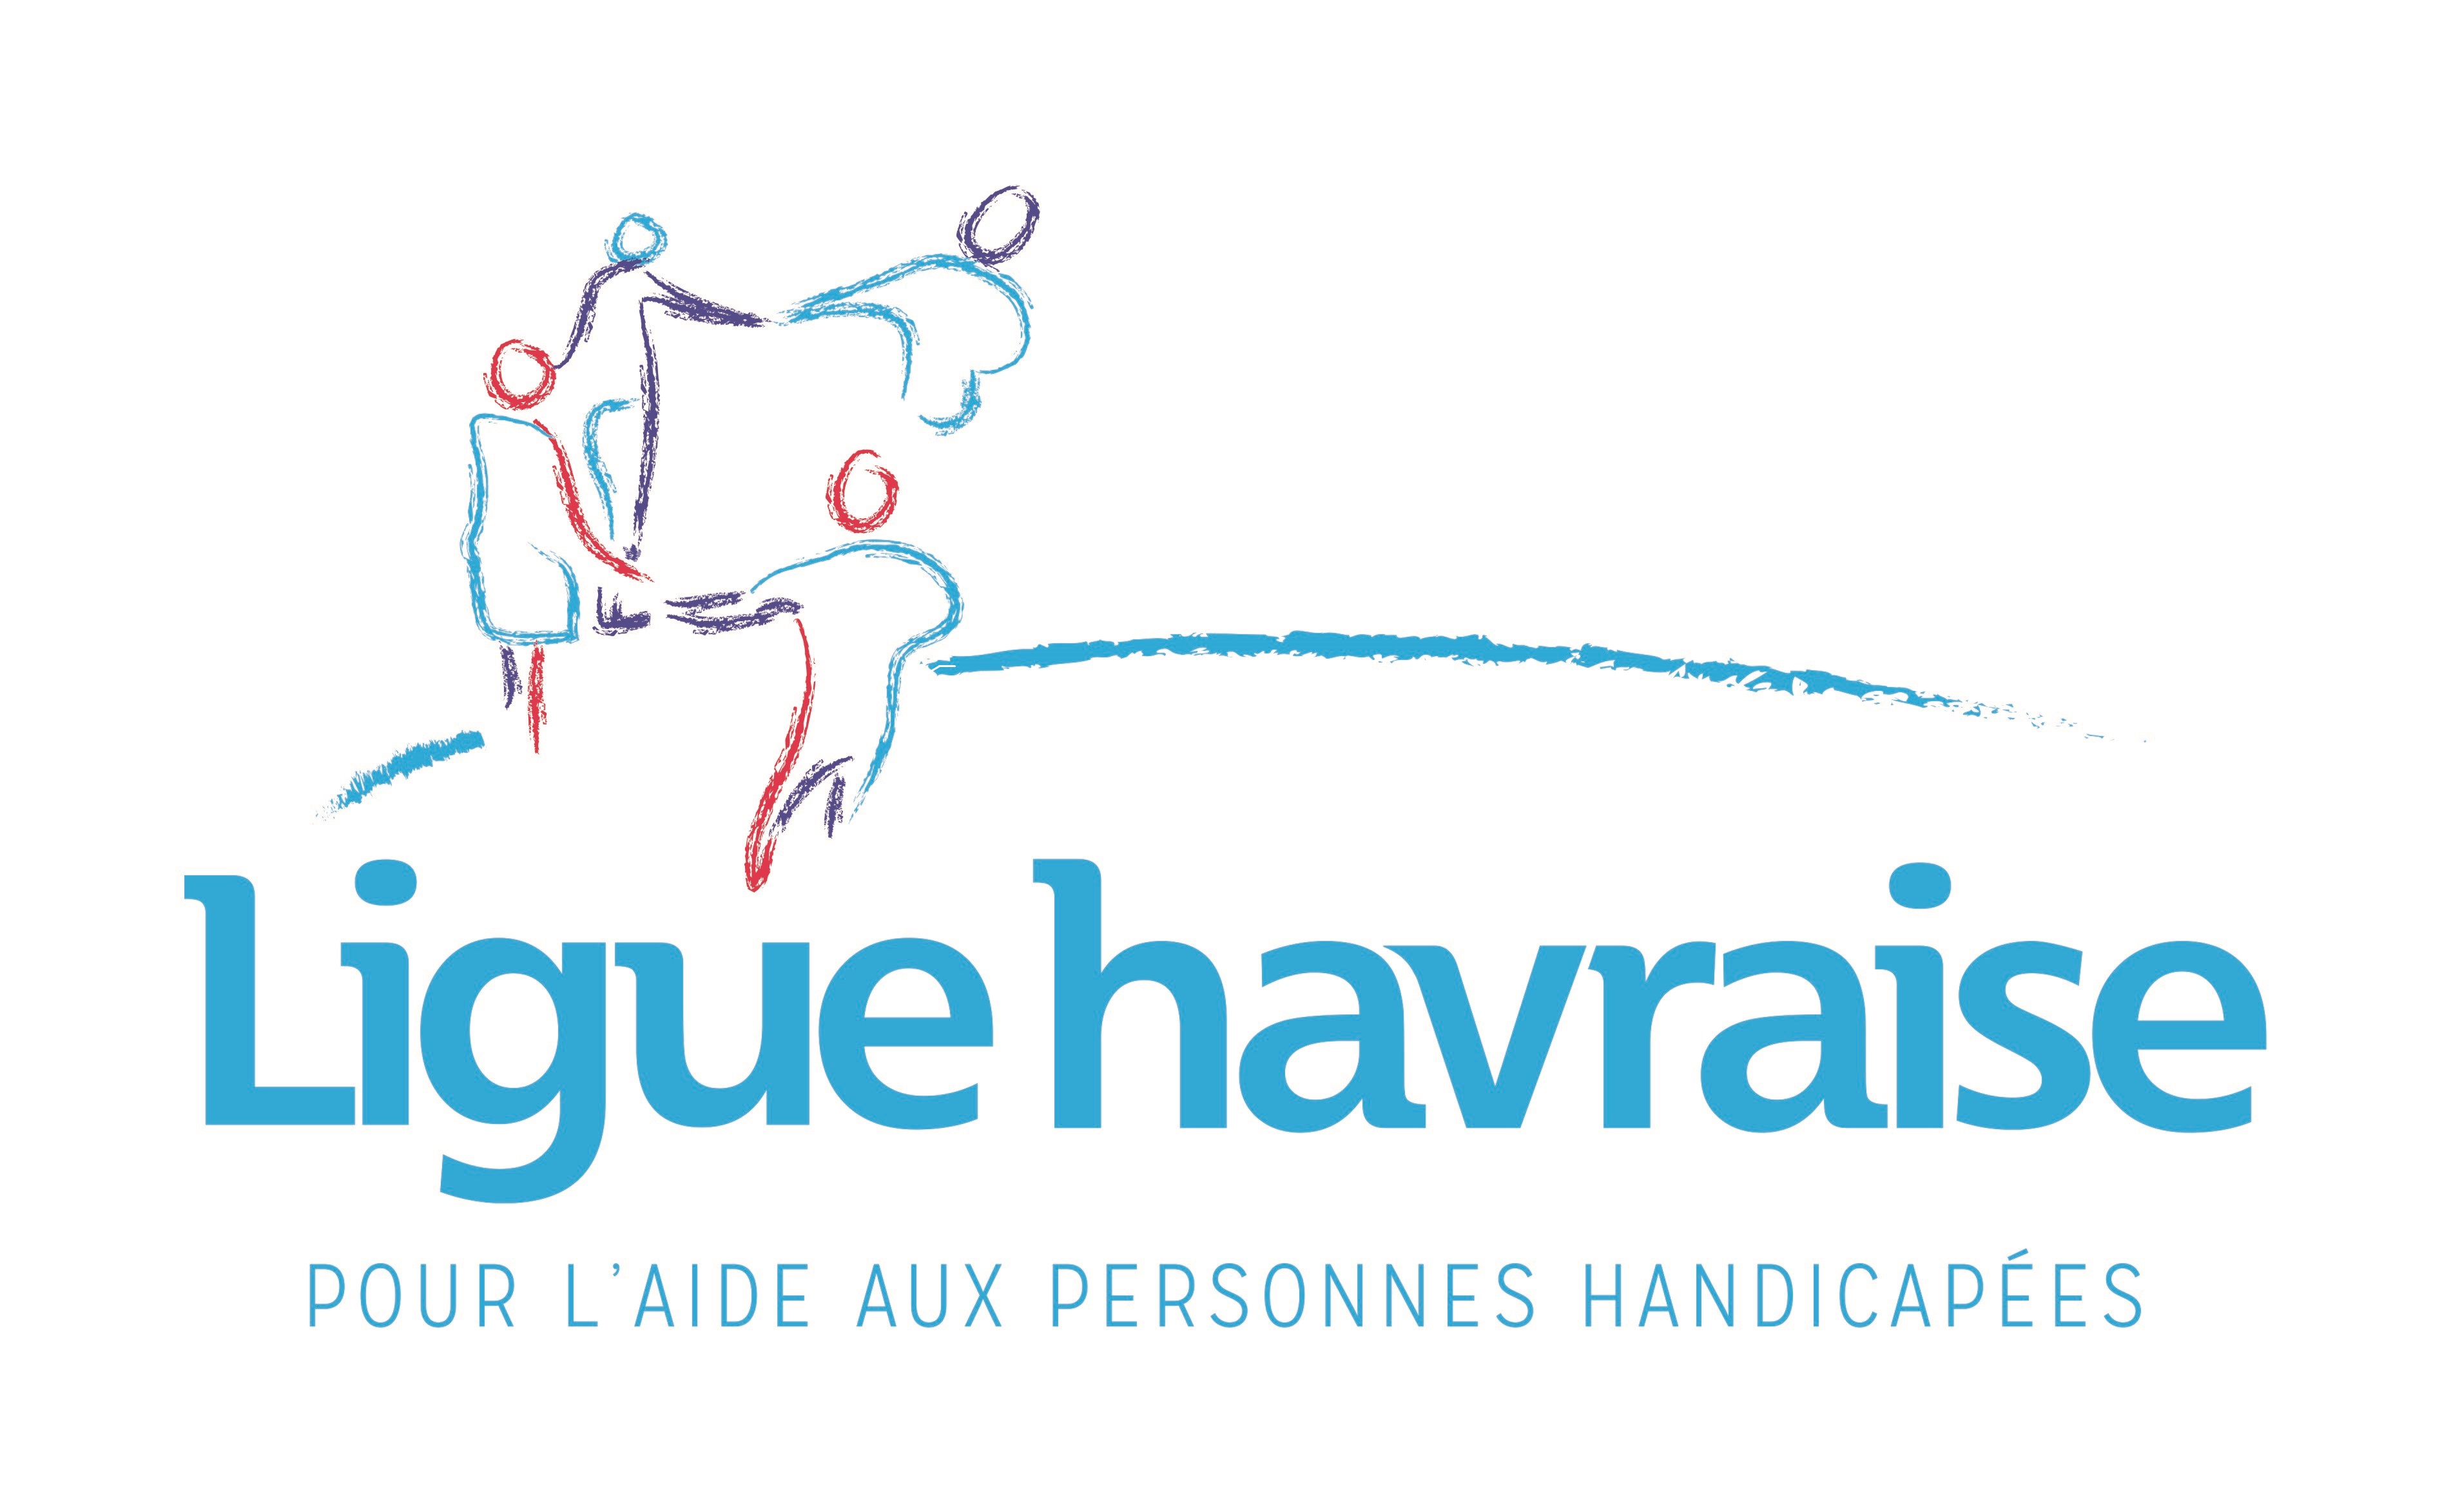 Ligue havraise
POUR L’AIDE AUX PERSONNES HANDICAPÉES